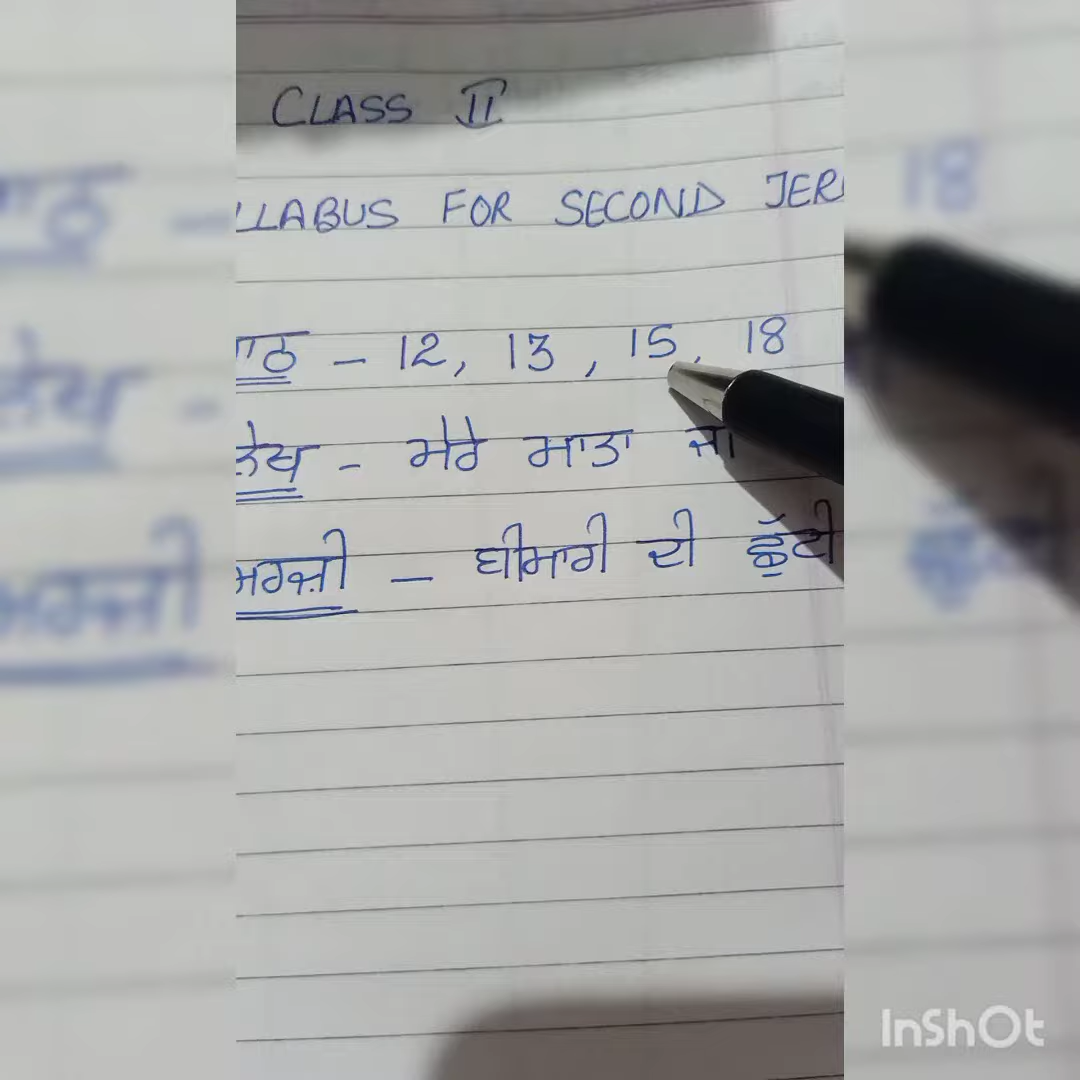 CLASS II
LLABUS FOR SECOND TER
ਾਠ - 12, 13, 15, 18
ਲੇਖ - ਮੇਰੇ ਮਾਤਾ ਜੀ
ਅਰਜ਼ੀ - ਬੀਮਾਰੀ ਦੀ ਛੁੱਟੀ
InShOt